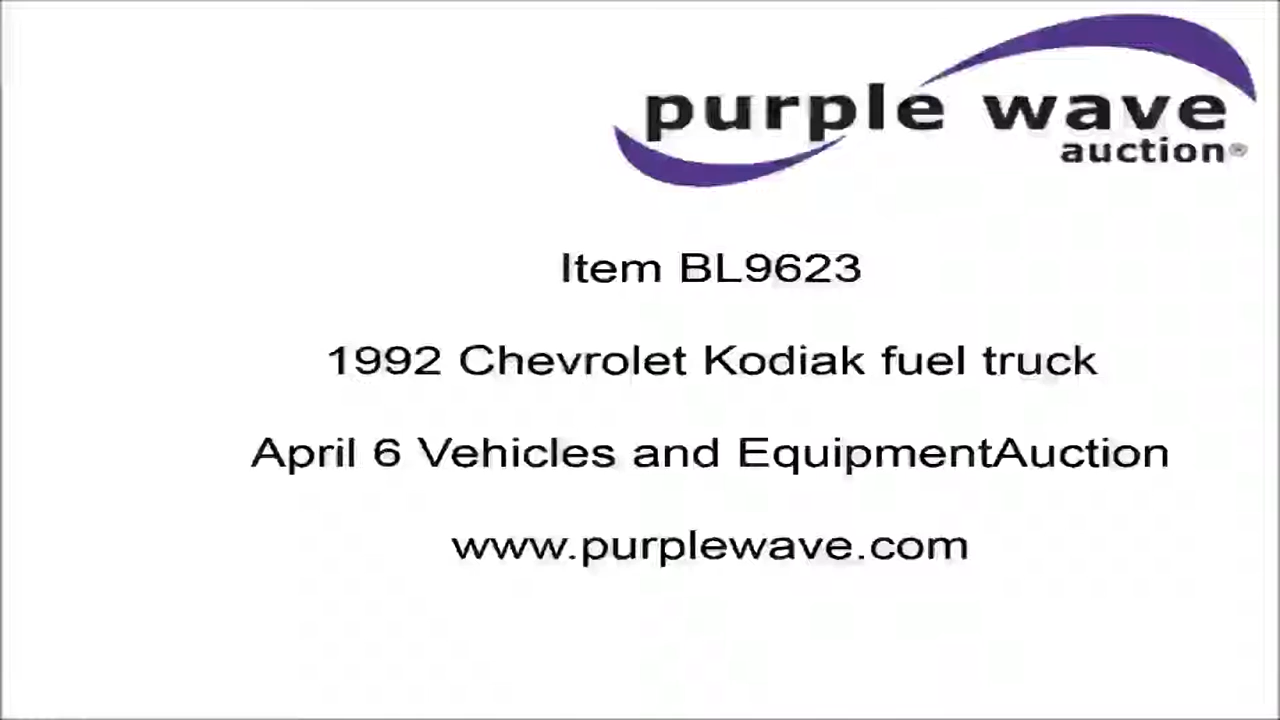 purple wave
auction®
Item BL9623
1992 Chevrolet Kodiak fuel truck
April 6 Vehicles and EquipmentAuction
www.purplewave.com